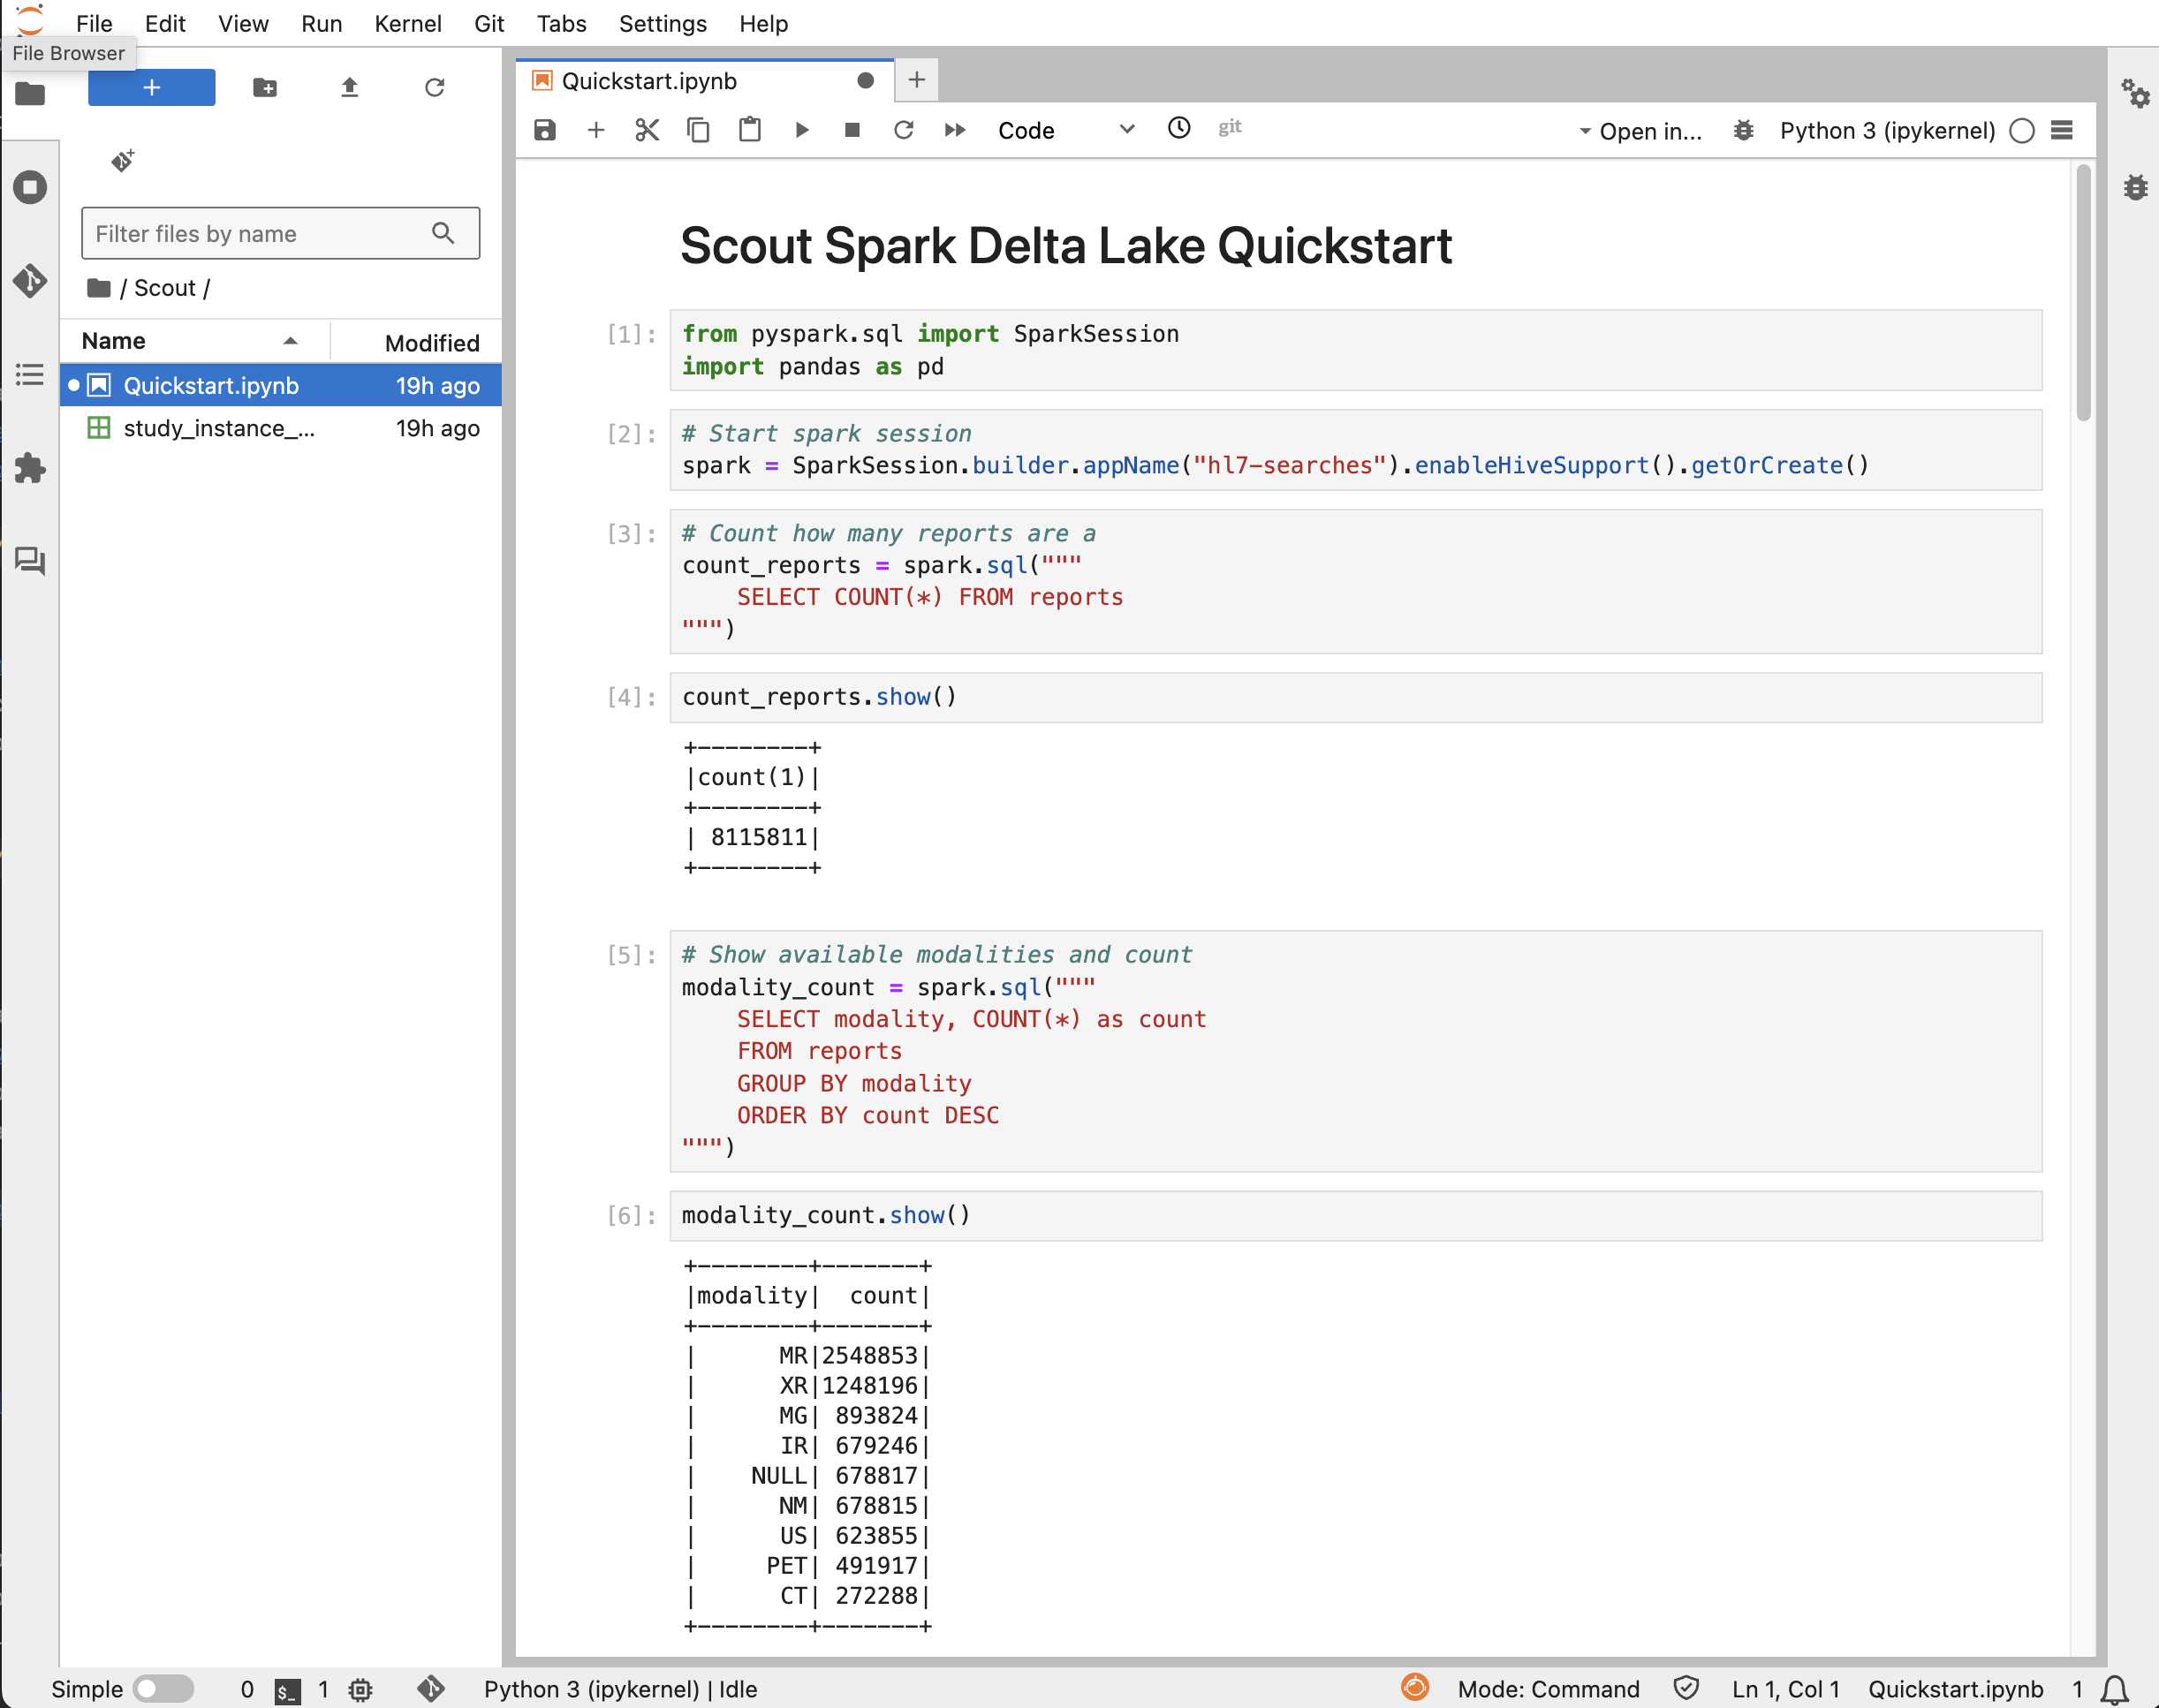 File Edit View Run Kernel Git Tabs Settings Help
File Browser
+
Filter files by name
/ Scout /
Name Modified
Quickstart.ipynb 19h ago
study_instance_... 19h ago
Quickstart.ipynb
+
Code
git
Open in...
Python 3 (ipykernel)
Scout Spark Delta Lake Quickstart
[1]: from pyspark.sql import SparkSession
import pandas as pd
[2]: # Start spark session
spark = SparkSession.builder.appName("hl7-searches").enableHiveSupport().getOrCreate()
[3]: # Count how many reports are a
count_reports = spark.sql("""
    SELECT COUNT(*) FROM reports
""")
[4]: count_reports.show()
+--------+
|count(1)|
+--------+
| 8115811|
+--------+
[5]: # Show available modalities and count
modality_count = spark.sql("""
    SELECT modality, COUNT(*) as count
    FROM reports
    GROUP BY modality
    ORDER BY count DESC
""")
[6]: modality_count.show()
+--------+-------+
|modality|  count|
+--------+-------+
|      MR|2548853|
|      XR|1248196|
|      MG| 893824|
|      IR| 679246|
|    NULL| 678817|
|      NM| 678815|
|      US| 623855|
|     PET| 491917|
|      CT| 272288|
+--------+-------+
Simple 0 $_ 1 Python 3 (ipykernel) | Idle Mode: Command Ln 1, Col 1 Quickstart.ipynb 1